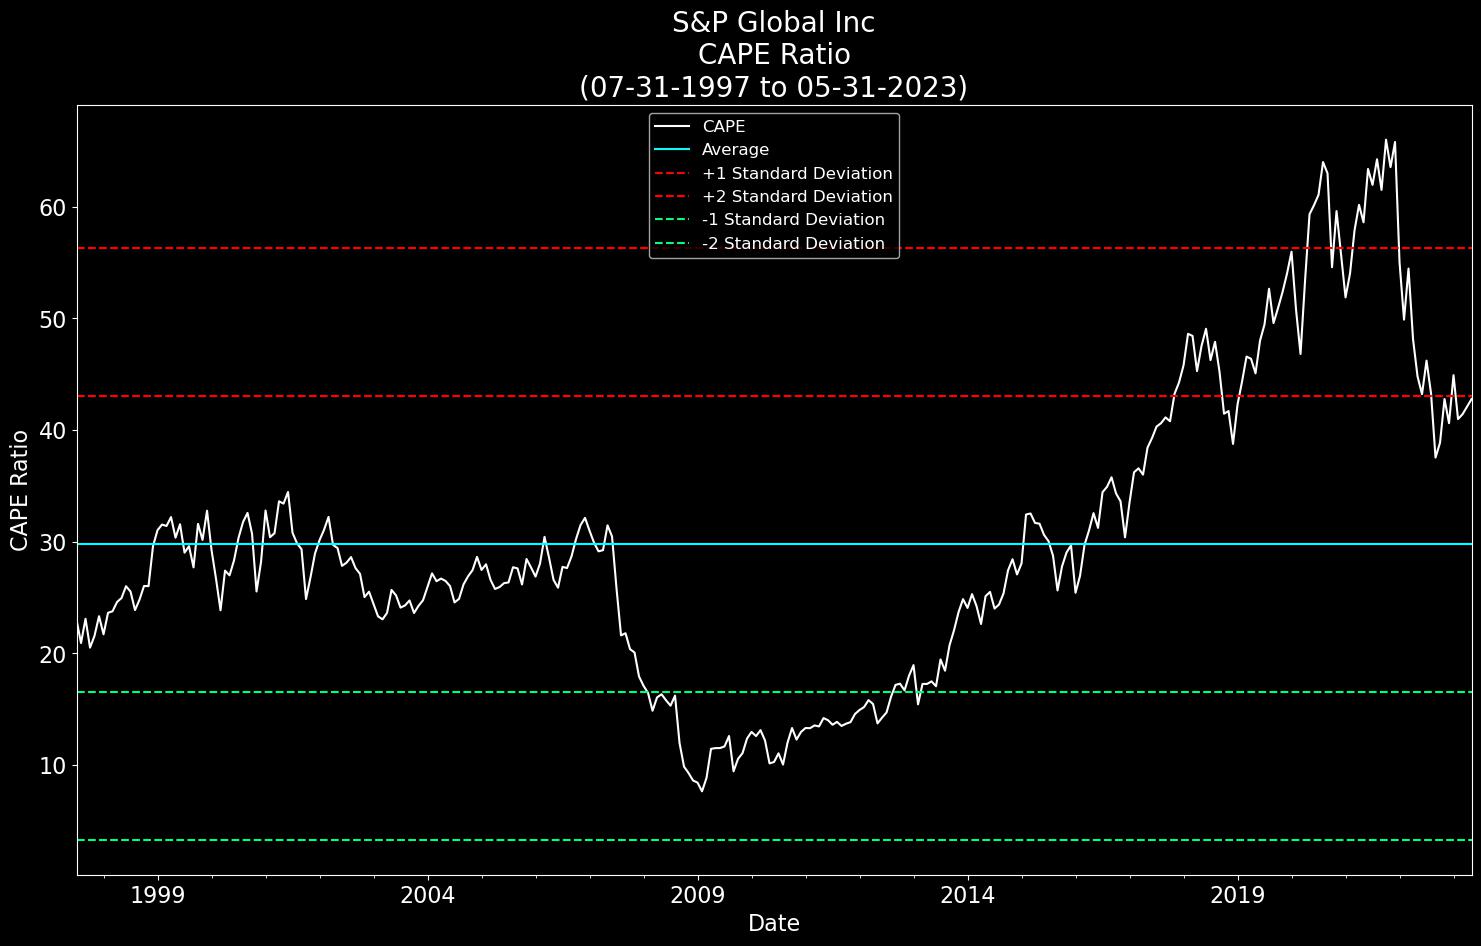 S&P Global Inc
CAPE Ratio
(07-31-1997 to 05-31-2023)
CAPE
Average
+1 Standard Deviation
+2 Standard Deviation
-1 Standard Deviation
-2 Standard Deviation
CAPE Ratio
60
50
40
30
20
10
1999 2004 2009 2014 2019
Date